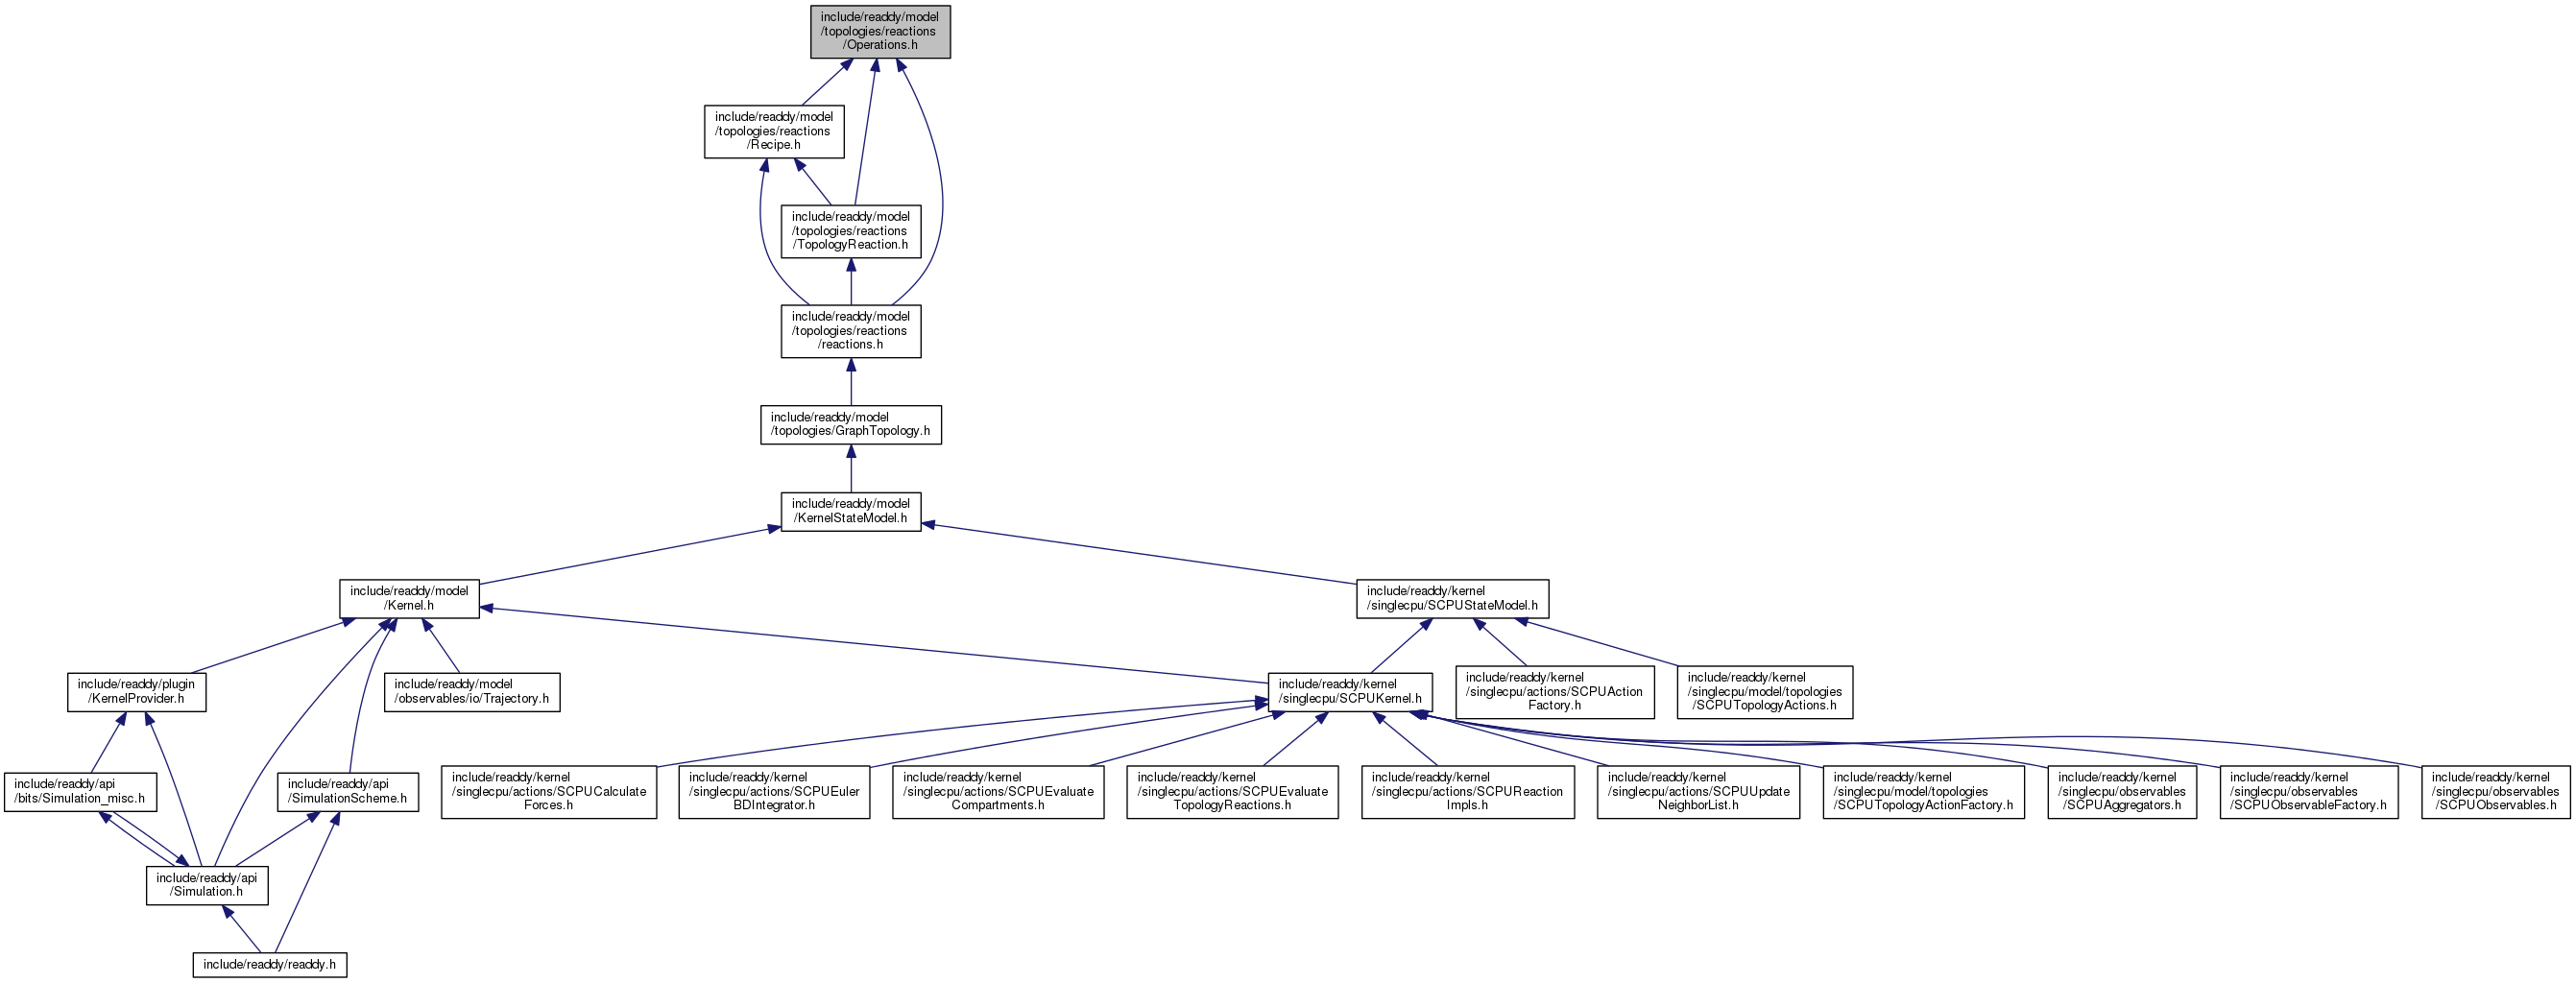 include/readdy/model
/topologies/reactions
/Operations.h
include/readdy/model
/topologies/reactions
/Recipe.h
include/readdy/model
/topologies/reactions
/TopologyReaction.h
include/readdy/model
/topologies/reactions
/reactions.h
include/readdy/model
/topologies/GraphTopology.h
include/readdy/model
/KernelStateModel.h
include/readdy/model
/Kernel.h
include/readdy/kernel
/singlecpu/SCPUStateModel.h
include/readdy/plugin
/KernelProvider.h
include/readdy/model
/observables/io/Trajectory.h
include/readdy/kernel
/singlecpu/SCPUKernel.h
include/readdy/kernel
/singlecpu/actions/SCPUAction
Factory.h
include/readdy/kernel
/singlecpu/model/topologies
/SCPUTopologyActions.h
include/readdy/api
/bits/Simulation_misc.h
include/readdy/api
/SimulationScheme.h
include/readdy/kernel
/singlecpu/actions/SCPUCalculate
Forces.h
include/readdy/kernel
/singlecpu/actions/SCPUEuler
BDIntegrator.h
include/readdy/kernel
/singlecpu/actions/SCPUEvaluate
Compartments.h
include/readdy/kernel
/singlecpu/actions/SCPUEvaluate
TopologyReactions.h
include/readdy/kernel
/singlecpu/actions/SCPUReaction
Impls.h
include/readdy/kernel
/singlecpu/actions/SCPUUpdate
NeighborList.h
include/readdy/kernel
/singlecpu/model/topologies
/SCPUTopologyActionFactory.h
include/readdy/kernel
/singlecpu/observables
/SCPUAggregators.h
include/readdy/kernel
/singlecpu/observables
/SCPUObservableFactory.h
include/readdy/kernel
/singlecpu/observables
/SCPUObservables.h
include/readdy/api
/Simulation.h
include/readdy/readdy.h